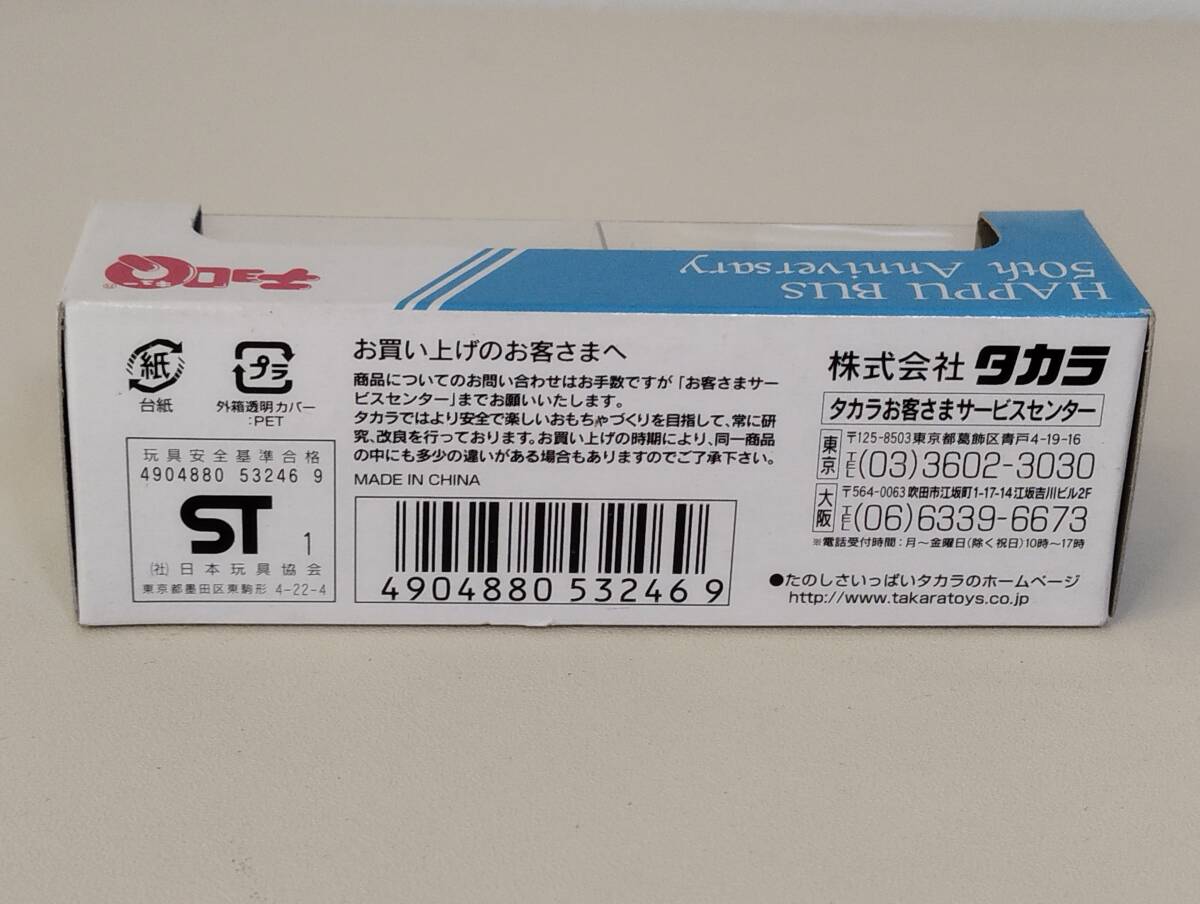 HAPPU BUS
50th Anniversary
チョロQ
キュー
®
紙
台紙
プラ
外箱透明カバー
:PET
玩具安全基準合格
4904880 53246 9
ST 1
(社)日本玩具協会
東京都墨田区東駒形 4-22-4
お買い上げのお客さまへ
商品についてのお問い合わせはお手数ですが「お客さまサー
ビスセンター」までお願いいたします。
タカラではより安全で楽しいおもちゃづくりを目指して、常に研
究、改良を行っております。お買い上げの時期により、同一商品
の中にも多少の違いがある場合もありますのでご了承下さい。
MADE IN CHINA
4904880 532469
株式会社 タカラ
タカラお客さまサービスセンター
東京
〒125-8503東京都葛飾区青戸4-19-16
TEL(03)3602-3030
大阪
〒564-0063吹田市江坂町1-17-14江坂吉川ビル2F
TEL(06)6339-6673
※電話受付時間:月~金曜日(除く祝日)10時~17時
●たのしさいっぱいタカラのホームページ
http://www.takaratoys.co.jp